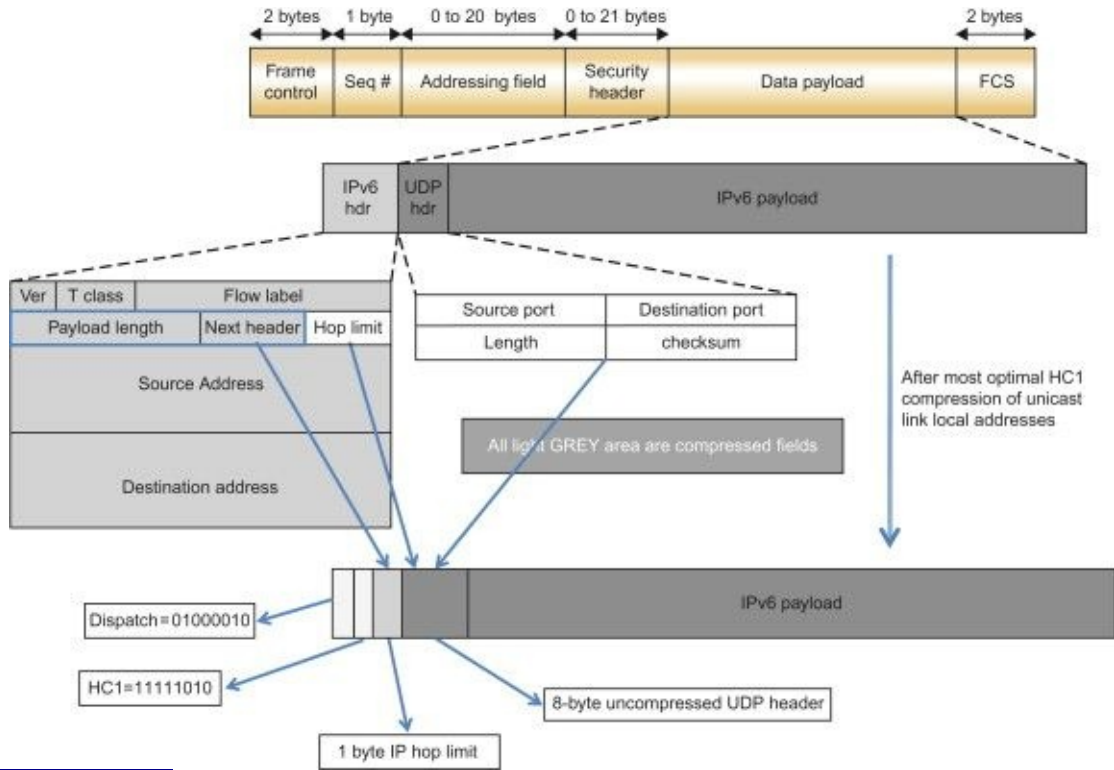 2 bytes
1 byte
0 to 20 bytes
0 to 21 bytes
2 bytes
Frame
control
Seq #
Addressing field
Security
header
Data payload
FCS
IPv6
hdr
UDP
hdr
IPv6 payload
Ver
T class
Flow label
Payload length
Next header
Hop limit
Source Address
Destination address
Source port
Destination port
Length
checksum
After most optimal HC1
compression of unicast
link local addresses
All light GREY area are compressed fields
IPv6 payload
Dispatch=01000010
HC1=11111010
8-byte uncompressed UDP header
1 byte IP hop limit